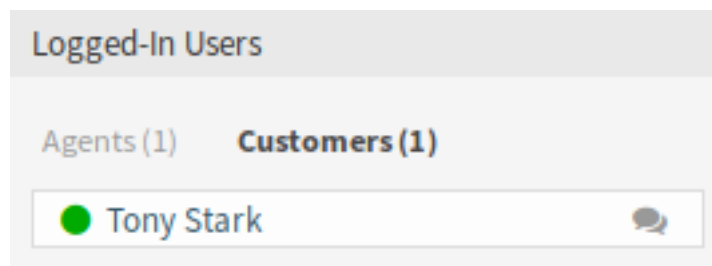 Logged-In Users
Agents (1) Customers (1)
Tony Stark